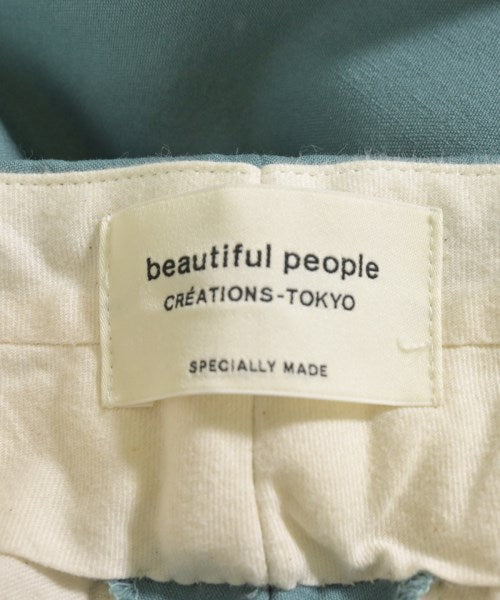 beautiful people
CRÉATIONS-TOKYO
SPECIALLY MADE